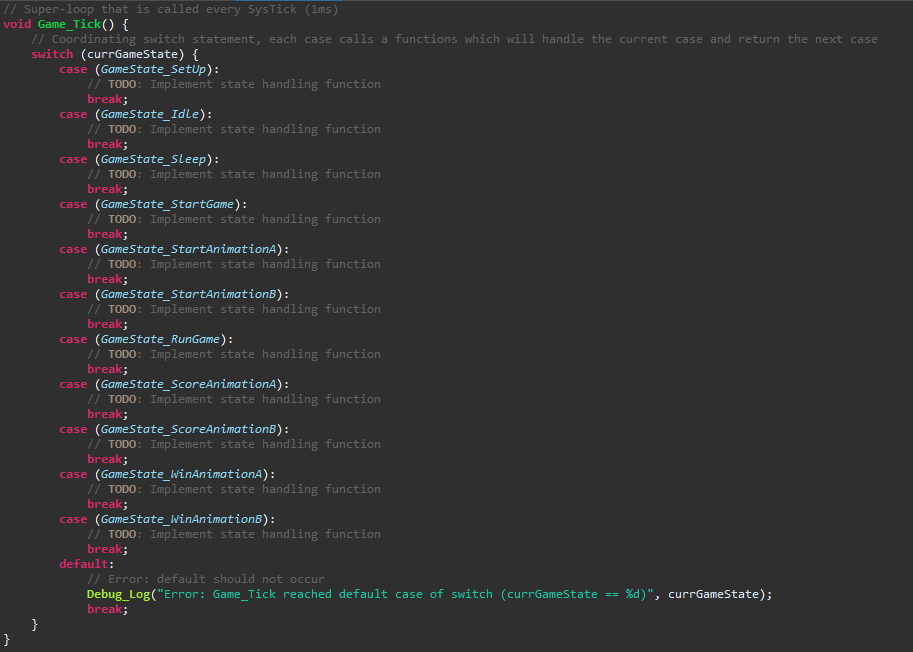 // Super-loop that is called every SysTick (1ms)
void Game_Tick() {
    // Coordinating switch statement, each case calls a functions which will handle the current case and return the next case
    switch (currGameState) {
        case (GameState_SetUp):
            // TODO: Implement state handling function
            break;
        case (GameState_Idle):
            // TODO: Implement state handling function
            break;
        case (GameState_Sleep):
            // TODO: Implement state handling function
            break;
        case (GameState_StartGame):
            // TODO: Implement state handling function
            break;
        case (GameState_StartAnimationA):
            // TODO: Implement state handling function
            break;
        case (GameState_StartAnimationB):
            // TODO: Implement state handling function
            break;
        case (GameState_RunGame):
            // TODO: Implement state handling function
            break;
        case (GameState_ScoreAnimationA):
            // TODO: Implement state handling function
            break;
        case (GameState_ScoreAnimationB):
            // TODO: Implement state handling function
            break;
        case (GameState_WinAnimationA):
            // TODO: Implement state handling function
            break;
        case (GameState_WinAnimationB):
            // TODO: Implement state handling function
            break;
        default:
            // Error: default should not occur
            Debug_Log("Error: Game_Tick reached default case of switch (currGameState == %d)", currGameState);
            break;
    }
}